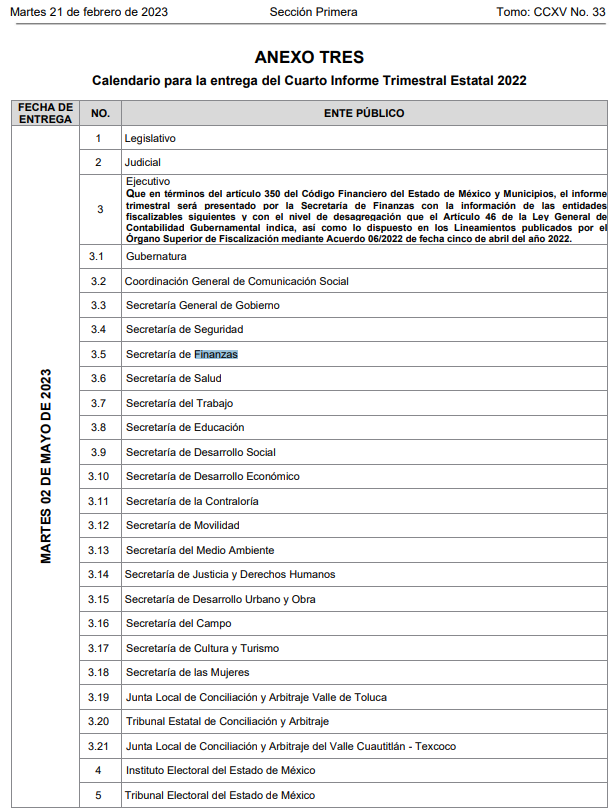 Martes 21 de febrero de 2023 Sección Primera Tomo: CCXV No. 33
ANEXO TRES
Calendario para la entrega del Cuarto Informe Trimestral Estatal 2022
FECHA DE ENTREGA NO. ENTE PÚBLICO
MARTES 02 DE MAYO DE 2023
1 Legislativo
2 Judicial
3 Ejecutivo
Que en términos del artículo 350 del Código Financiero del Estado de México y Municipios, el informe
trimestral será presentado por la Secretaría de Finanzas con la información de las entidades
fiscalizables siguientes y con el nivel de desagregación que el Artículo 46 de la Ley General de
Contabilidad Gubernamental indica, así como lo dispuesto en los Lineamientos publicados por el
Órgano Superior de Fiscalización mediante Acuerdo 06/2022 de fecha cinco de abril del año 2022.
3.1 Gubernatura
3.2 Coordinación General de Comunicación Social
3.3 Secretaría General de Gobierno
3.4 Secretaría de Seguridad
3.5 Secretaría de Finanzas
3.6 Secretaría de Salud
3.7 Secretaría del Trabajo
3.8 Secretaría de Educación
3.9 Secretaría de Desarrollo Social
3.10 Secretaría de Desarrollo Económico
3.11 Secretaría de la Contraloría
3.12 Secretaría de Movilidad
3.13 Secretaría del Medio Ambiente
3.14 Secretaría de Justicia y Derechos Humanos
3.15 Secretaría de Desarrollo Urbano y Obra
3.16 Secretaría del Campo
3.17 Secretaría de Cultura y Turismo
3.18 Secretaría de las Mujeres
3.19 Junta Local de Conciliación y Arbitraje Valle de Toluca
3.20 Tribunal Estatal de Conciliación y Arbitraje
3.21 Junta Local de Conciliación y Arbitraje del Valle Cuautitlán - Texcoco
4 Instituto Electoral del Estado de México
5 Tribunal Electoral del Estado de México